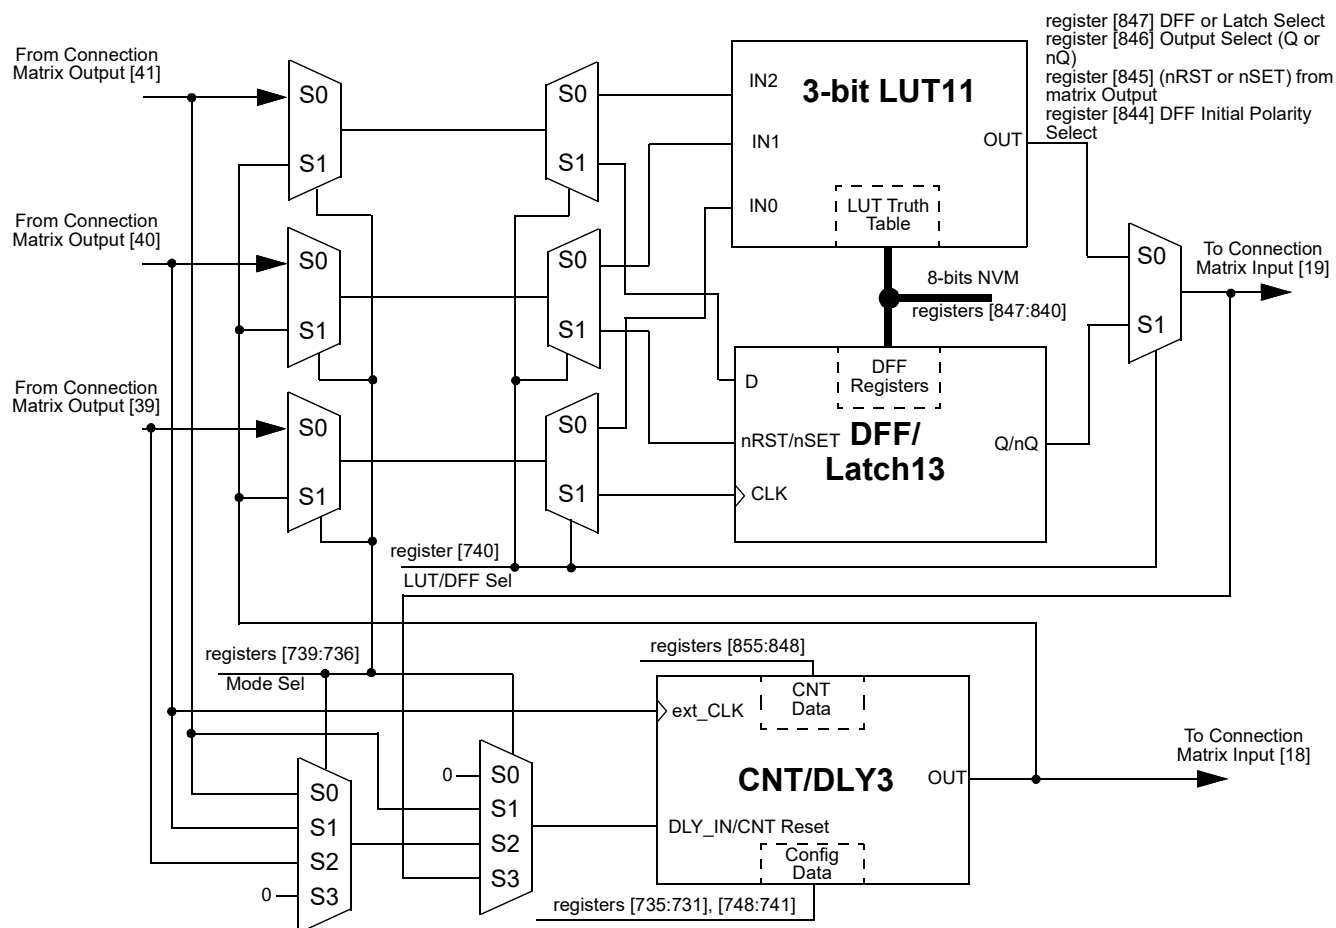 register [847] DFF or Latch Select
register [846] Output Select (Q or
nQ)
register [845] (nRST or nSET) from
matrix Output
register [844] DFF Initial Polarity
Select
From Connection
Matrix Output [41]
S0
S1
S0
S1
IN2
IN1
IN0
3-bit LUT11
OUT
LUT Truth
Table
From Connection
Matrix Output [40]
S0
S1
S0
S1
8-bits NVM
registers [847:840]
S0
S1
To Connection
Matrix Input [19]
From Connection
Matrix Output [39]
S0
S1
S0
S1
DFF
Registers
D
nRST/nSET
CLK
DFF/
Latch13
Q/nQ
register [740]
LUT/DFF Sel
registers [739:736]
Mode Sel
registers [855:848]
CNT
Data
ext_CLK
CNT/DLY3
OUT
To Connection
Matrix Input [18]
DLY_IN/CNT Reset
Config
Data
0
S0
S1
S2
S3
S0
S1
S2
0
S3
registers [735:731], [748:741]